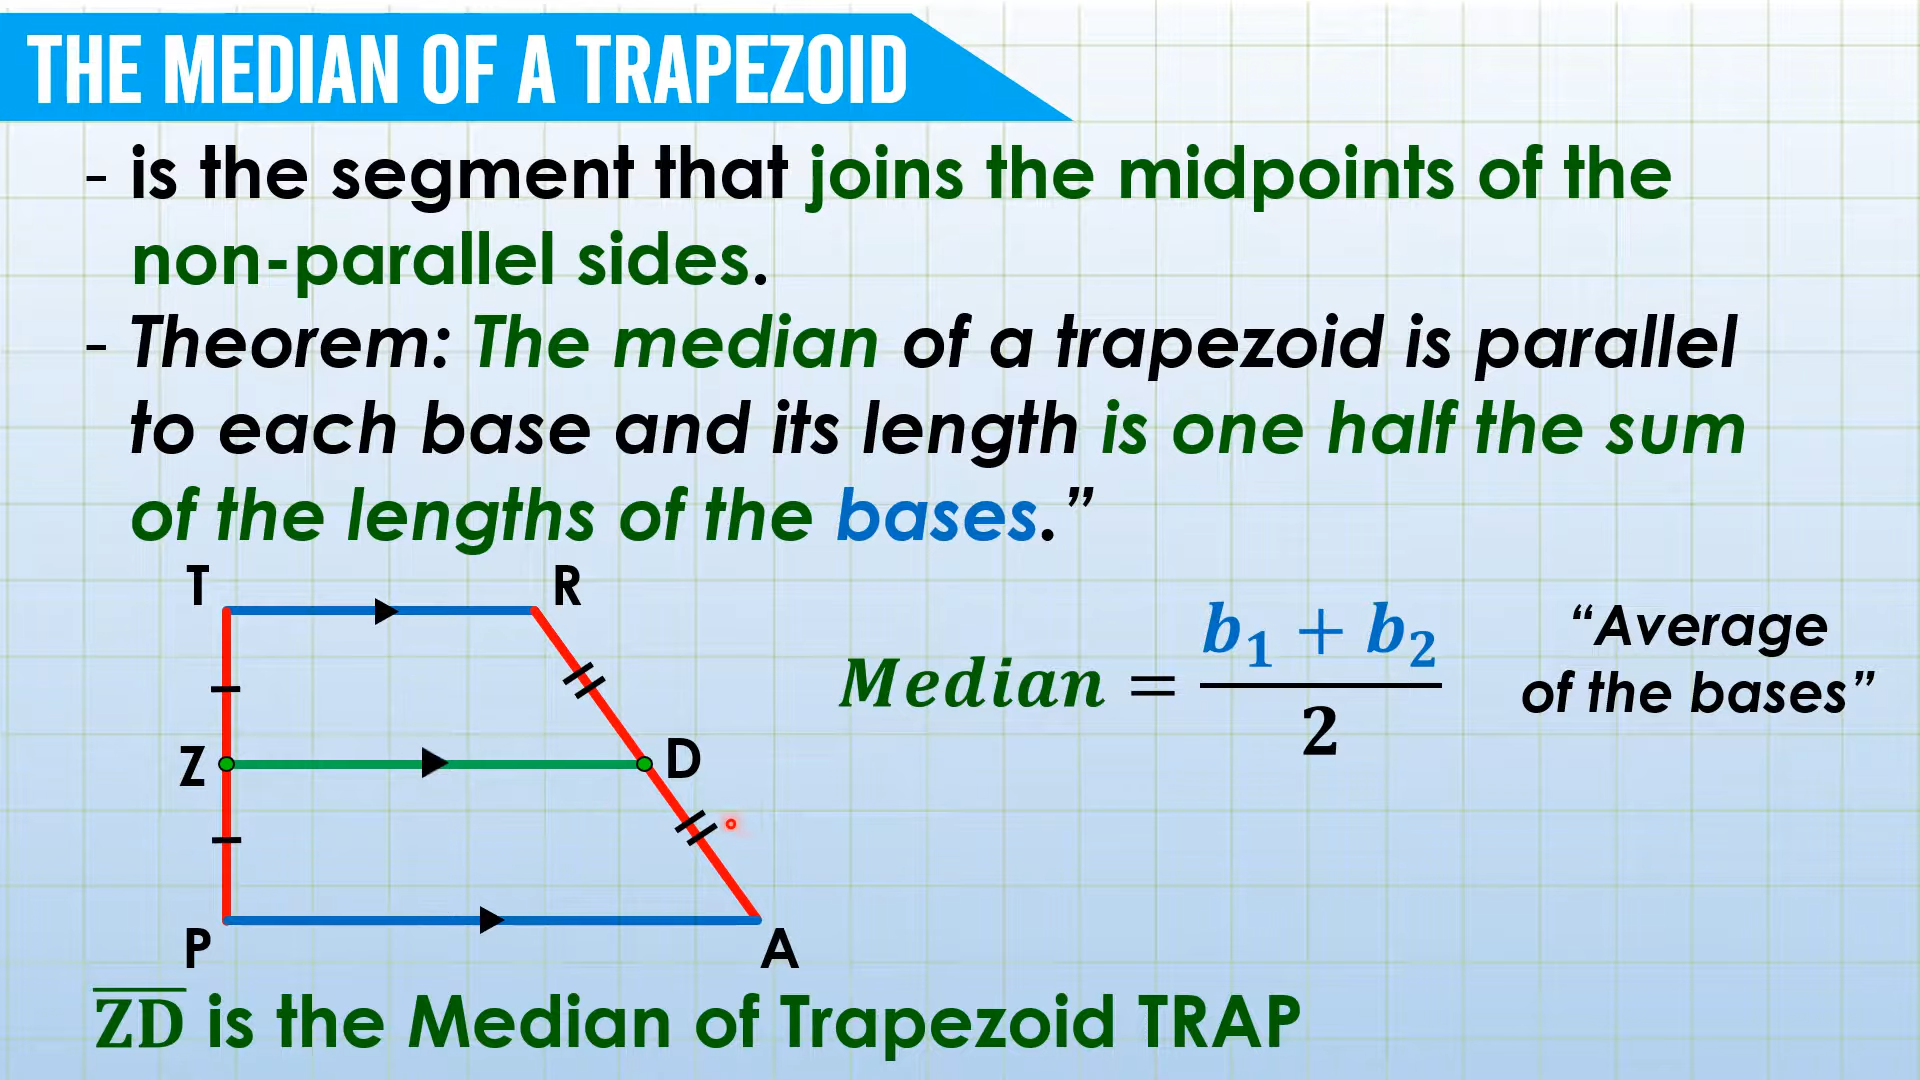 THE MEDIAN OF A TRAPEZOID
- is the segment that joins the midpoints of the
non-parallel sides.
- Theorem: The median of a trapezoid is parallel
to each base and its length is one half the sum
of the lengths of the bases.”
T R
Z D
P A
Median = b₁ + b₂
2
“Average
of the bases”
Z̅D̅ is the Median of Trapezoid TRAP